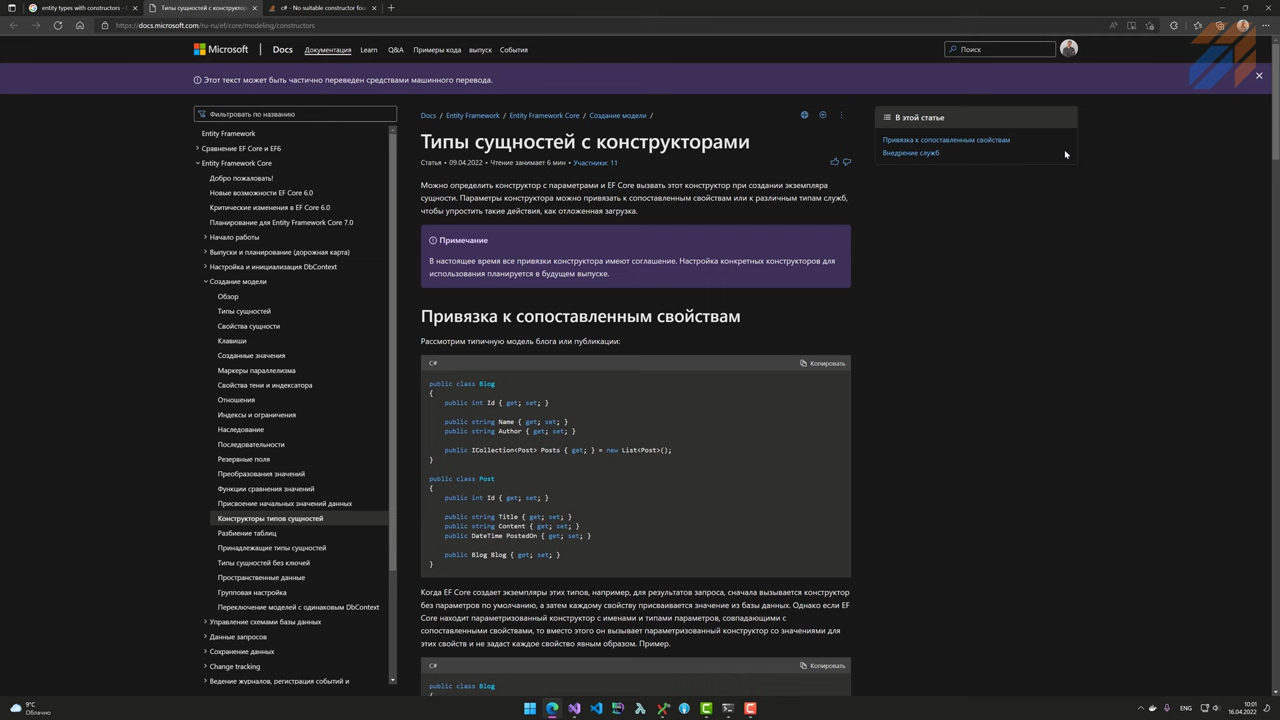 entity types with constructors -
Типы сущностей с конструктор
c# - No suitable constructor fou
https://docs.microsoft.com/ru-ru/ef/core/modeling/constructors
Microsoft
Docs
Документация
Learn
Q&A
Примеры кода
выпуск
События
Поиск
Этот текст может быть частично переведен средствами машинного перевода.
Фильтровать по названию
Entity Framework
Сравнение EF Core и EF6
Entity Framework Core
Добро пожаловать!
Новые возможности EF Core 6.0
Критические изменения в EF Core 6.0
Планирование для Entity Framework Core 7.0
Начало работы
Выпуски и планирование (дорожная карта)
Настройка и инициализация DbContext
Создание модели
Обзор
Типы сущностей
Свойства сущности
Клавиши
Созданные значения
Маркеры параллелизма
Свойства тени и индексатора
Отношения
Индексы и ограничения
Наследование
Последовательности
Резервные поля
Преобразования значений
Функции сравнения значений
Присвоение начальных значений данных
Конструкторы типов сущностей
Разбиение таблиц
Принадлежащие типы сущностей
Типы сущностей без ключей
Пространственные данные
Групповая настройка
Переключение моделей с одинаковым DbContext
Управление схемами базы данных
Данные запросов
Сохранение данных
Change tracking
Ведение журналов, регистрация событий и
Docs / Entity Framework / Entity Framework Core / Создание модели /
Типы сущностей с конструкторами
Статья • 09.04.2022 • Чтение занимает 6 мин • Участники: 11
Можно определить конструктор с параметрами и EF Core вызвать этот конструктор при создании экземпляра
сущности. Параметры конструктора можно привязать к сопоставленным свойствам или к различным типам служб,
чтобы упростить такие действия, как отложенная загрузка.
Примечание
В настоящее время все привязки конструктора имеют соглашение. Настройка конкретных конструкторов для
использования планируется в будущем выпуске.
Привязка к сопоставленным свойствам
Рассмотрим типичную модель блога или публикации:
C#
Копировать
public class Blog
{
public int Id { get; set; }
public string Name { get; set; }
public string Author { get; set; }
public ICollection<Post> Posts { get; } = new List<Post>();
}
public class Post
{
public int Id { get; set; }
public string Title { get; set; }
public string Content { get; set; }
public DateTime PostedOn { get; set; }
public Blog Blog { get; set; }
}
Когда EF Core создает экземпляры этих типов, например, для результатов запроса, сначала вызывается конструктор
без параметров по умолчанию, а затем каждому свойству присваивается значение из базы данных. Однако если EF
Core находит параметризованный конструктор с именами и типами параметров, совпадающими с
сопоставленными свойствами, то вместо этого он вызывает параметризованный конструктор со значениями для
этих свойств и не задаст каждое свойство явным образом. Пример.
C#
Копировать
public class Blog
В этой статье
Привязка к сопоставленным свойствам
Внедрение служб
9°C
Облачно
ENG
10:01
16.04.2022